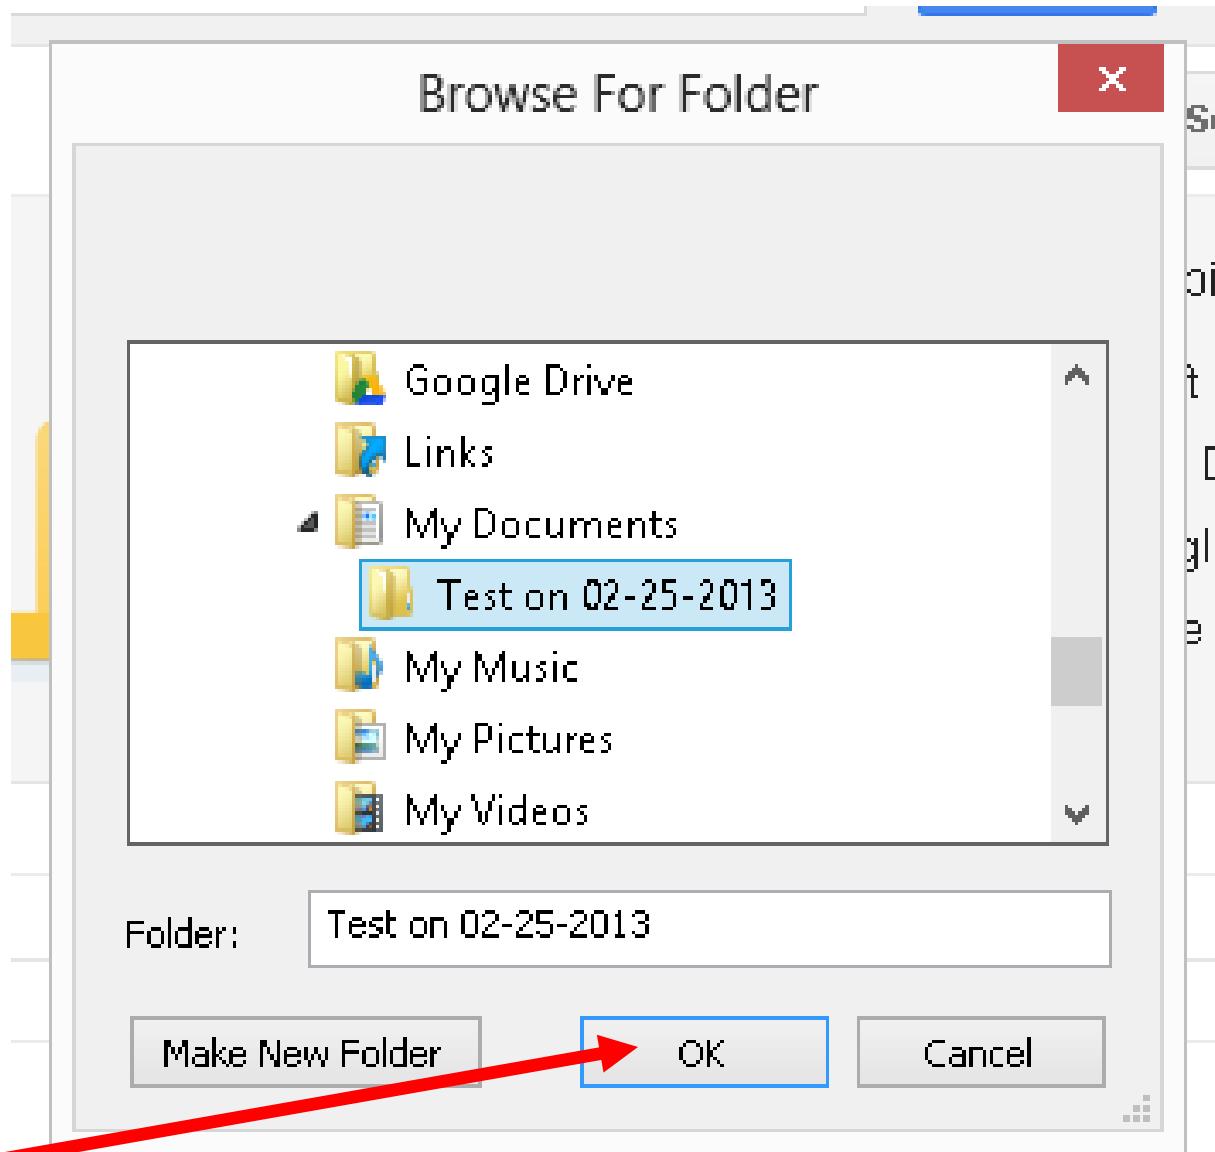 Browse For Folder
Google Drive
Links
My Documents
Test on 02-25-2013
My Music
My Pictures
My Videos
Folder:
Test on 02-25-2013
Make New Folder
OK
Cancel